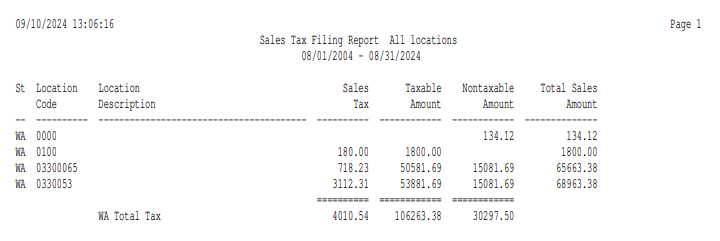 09/10/2024 13:06:16 Page 1
Sales Tax Filing Report All locations
08/01/2004 - 08/31/2024
St Location Location Sales Taxable Nontaxable Total Sales
Code Description Tax Amount Amount Amount
-- ---------- ---------------------------------------- ---------- ------------ ------------ --------------
WA 0000 134.12 134.12
WA 0100 180.00 1800.00 1800.00
WA 03300065 718.23 50581.69 15081.69 65663.38
WA 0330053 3112.31 53881.69 15081.69 68963.38
========== ============ ============
WA Total Tax 4010.54 106263.38 30297.50